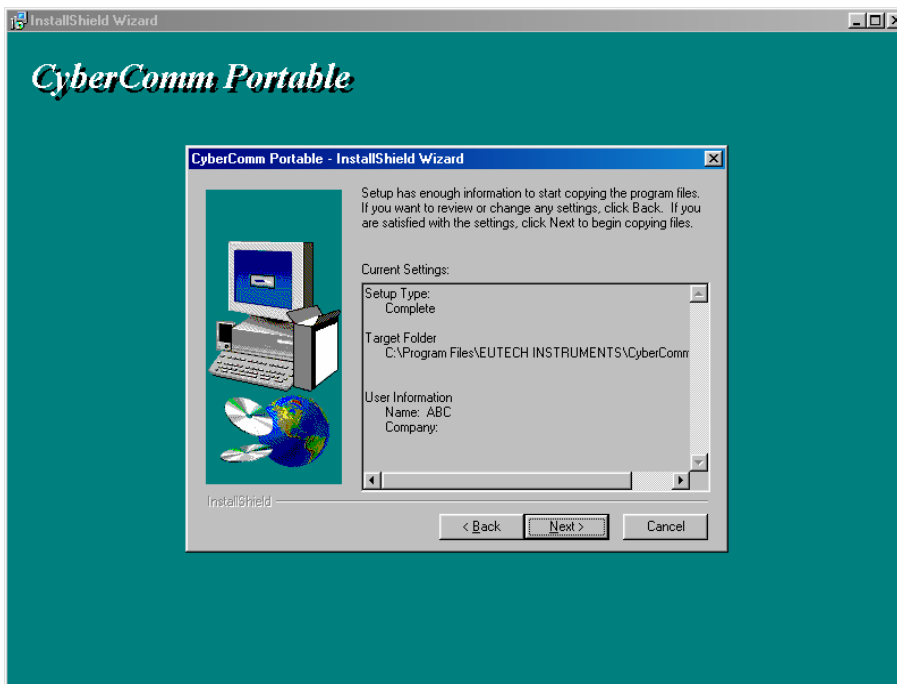 InstallShield Wizard
CyberComm Portable
CyberComm Portable - InstallShield Wizard
Setup has enough information to start copying the program files.
If you want to review or change any settings, click Back. If you
are satisfied with the settings, click Next to begin copying files.
Current Settings:
Setup Type:
Complete
Target Folder
C:\Program Files\EUTECH INSTRUMENTS\CyberComm
User Information
Name: ABC
Company:
InstallShield
< Back Next > Cancel